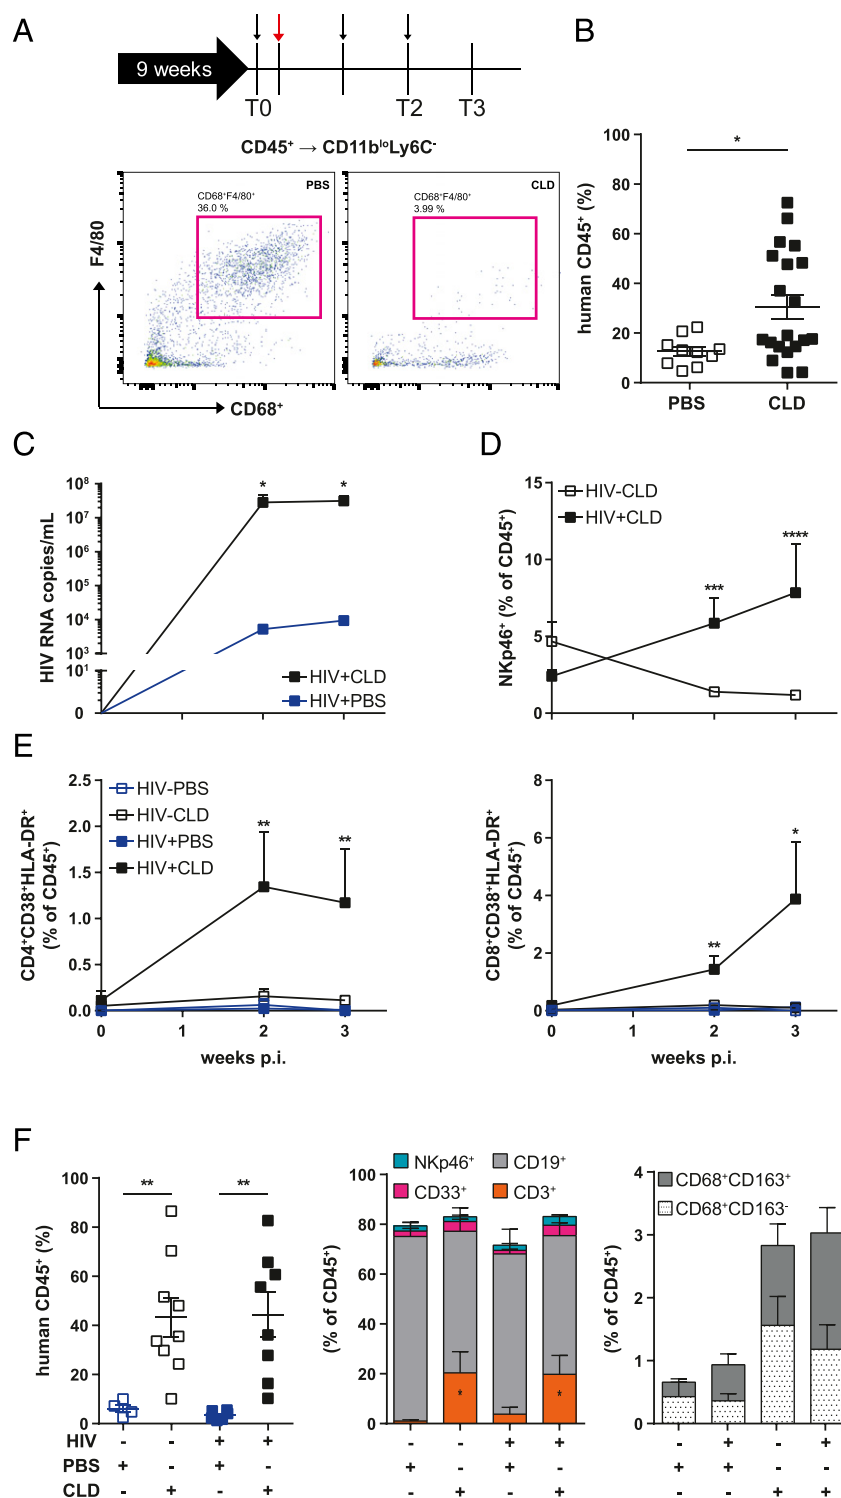 A
9 weeks
T0
T2
T3
CD45⁺ → CD11bˡᵒLy6C⁻
PBS
CD68⁺F4/80⁺
36.0 %
CLD
CD68⁺F4/80⁺
3.99 %
F4/80
CD68⁺
B
human CD45⁺ (%)
100
80
60
40
20
0
*
PBS
CLD
C
HIV RNA copies/mL
10⁸
10⁷
10⁶
10⁵
10⁴
10³
10¹
0
*
*
HIV+CLD
HIV+PBS
D
NKp46⁺ (% of CD45⁺)
15
10
5
0
HIV-CLD
HIV+CLD
***
****
E
CD4⁺CD38⁺HLA-DR⁺
(% of CD45⁺)
2.5
2.0
1.5
1.0
0.5
0.0
HIV-PBS
HIV-CLD
HIV+PBS
HIV+CLD
**
**
0
1
2
3
weeks p.i.
CD8⁺CD38⁺HLA-DR⁺
(% of CD45⁺)
8
6
4
2
0
**
*
0
1
2
3
weeks p.i.
F
human CD45⁺ (%)
100
80
60
40
20
0
**
**
HIV - - + +
PBS + - + -
CLD - + - +
(% of CD45⁺)
100
80
60
40
20
0
NKp46⁺
CD19⁺
CD33⁺
CD3⁺
*
*
- - + +
+ - + -
- + - +
(% of CD45⁺)
4
3
2
1
0
CD68⁺CD163⁺
CD68⁺CD163⁻
- + - +
+ + - -
- - + +